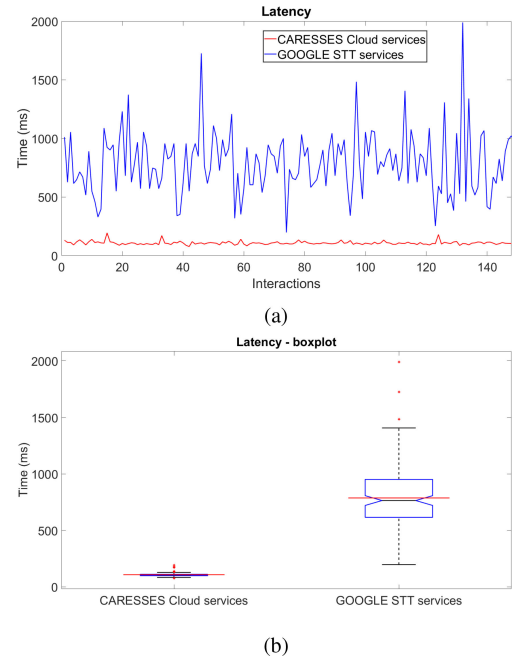 (a)
Latency
CARESSES Cloud services
GOOGLE STT services
Time (ms)
2000
1500
1000
500
0
0 20 40 60 80 100 120 140
Interactions
(a)
Latency - boxplot
Time (ms)
2000
1500
1000
500
0
CARESSES Cloud services GOOGLE STT services
(b)